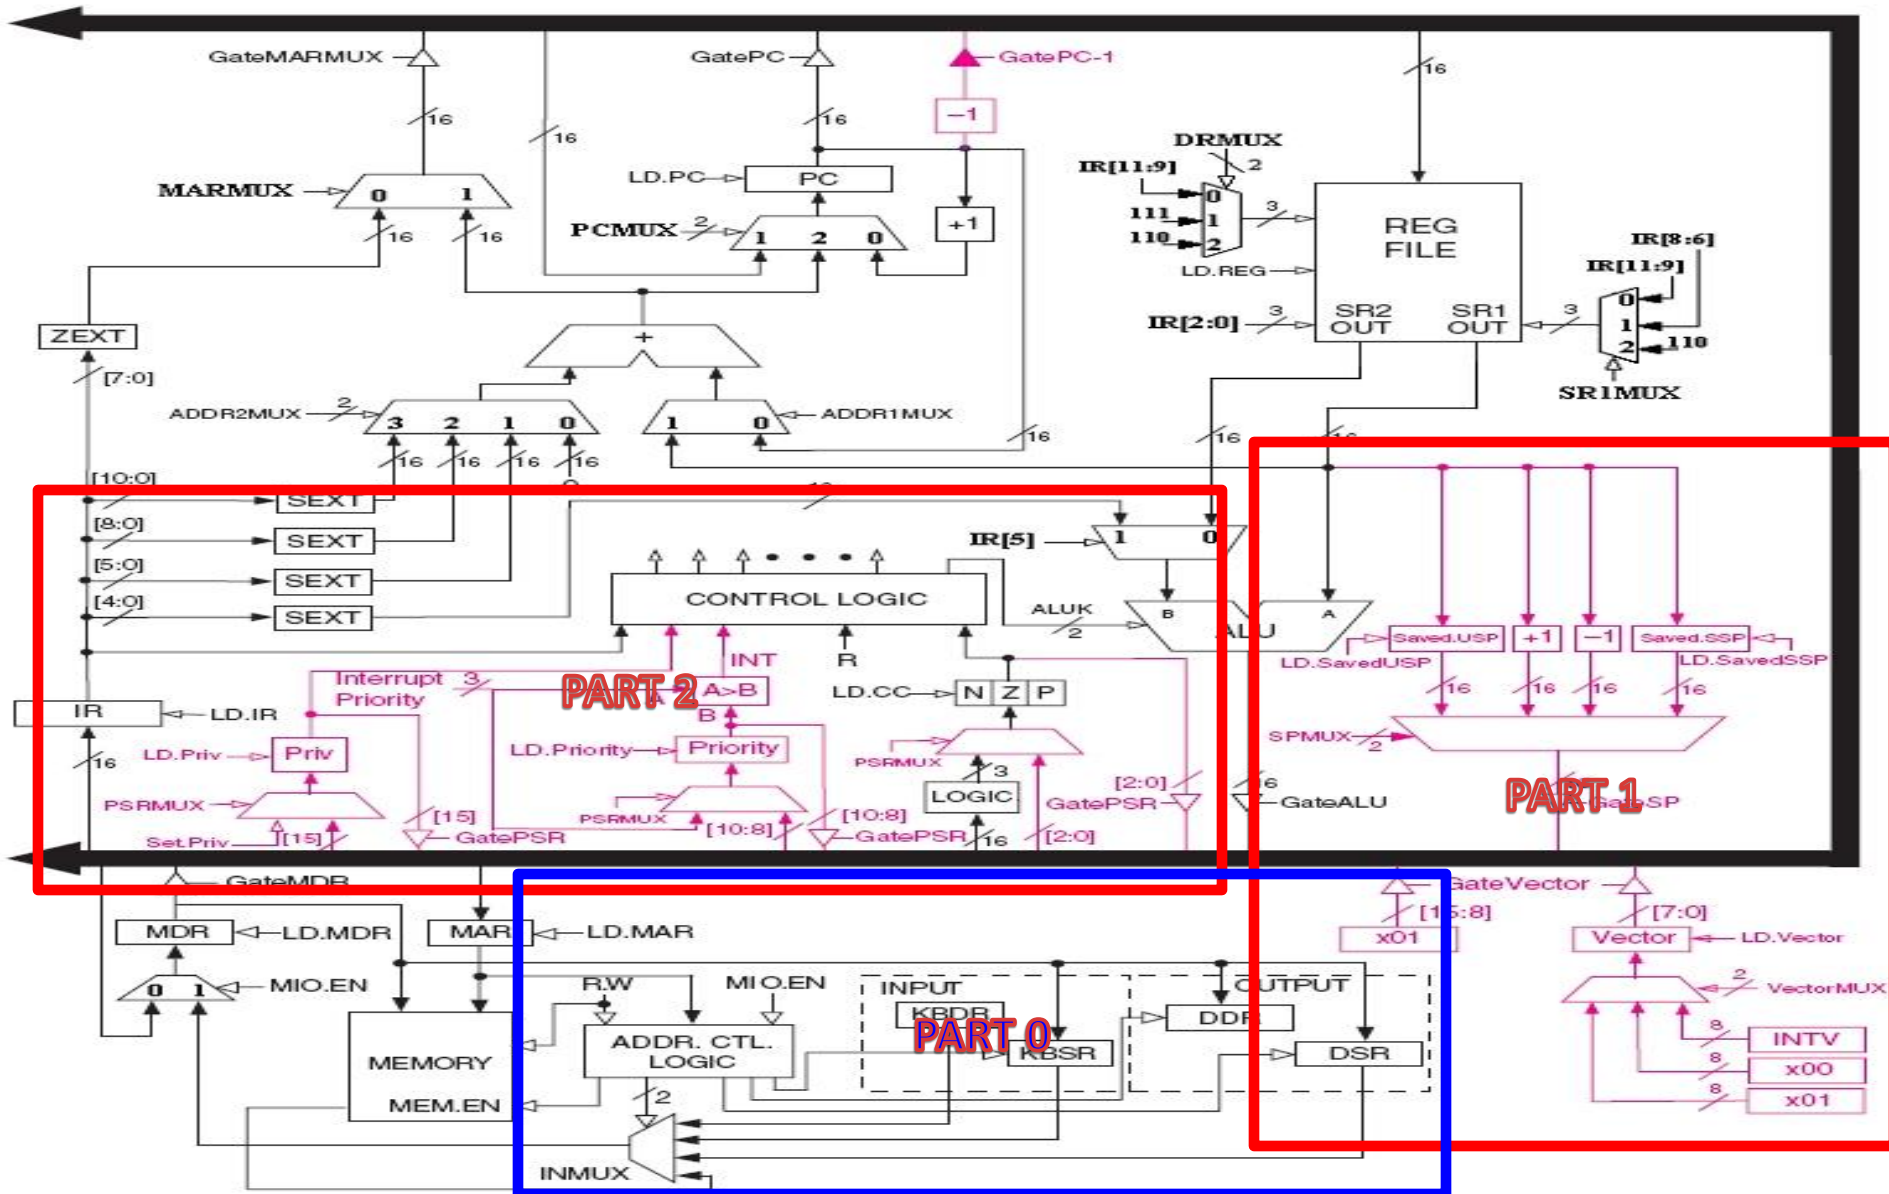 GateMARMUX
GatePC
GatePC-1
16
16
16
16
−1
DRMUX
2
IR[11:9]
MARMUX
0 1
LD.PC
PC
0
1
2
111
110
3
REG
FILE
PCMUX
2
1 2 0
+1
16
16
LD.REG
IR[8:6]
IR[11:9]
0
1
2
110
3
SR1MUX
IR[2:0]
3
SR2
OUT
SR1
OUT
ZEXT
[7:0]
+
ADDR2MUX
2
3 2 1 0
1 0
ADDR1MUX
16
16
16
16
16
16
16
[10:0]
SEXT
[8:0]
SEXT
[5:0]
SEXT
[4:0]
SEXT
IR[5]
1 0
CONTROL LOGIC
ALUK
2
B
A
ALU
Saved.USP
+1
−1
Saved.SSP
LD.SavedUSP
LD.SavedSSP
16
16
16
16
SPMUX
2
PART 1
GateSP
INT
R
Interrupt
Priority
3
PART 2
A
A>B
B
LD.CC
N Z P
IR
LD.IR
16
LD.Priv
Priv
LD.Priority
Priority
PSRMUX
PSRMUX
PSRMUX
3
LOGIC
16
Set.Priv
[15]
[15]
GatePSR
[10:8]
[10:8]
GatePSR
[2:0]
[2:0]
GatePSR
GateALU
GateMDR
MDR
LD.MDR
MAR
LD.MAR
0 1
MIO.EN
R.W
MIO.EN
INPUT
KBDR
PART 0
KBSR
OUTPUT
DDR
DSR
MEMORY
MEM.EN
ADDR. CTL.
LOGIC
2
INMUX
GateVector
[15:8]
[7:0]
x01
Vector
LD.Vector
2
VectorMUX
8
INTV
8
x00
8
x01